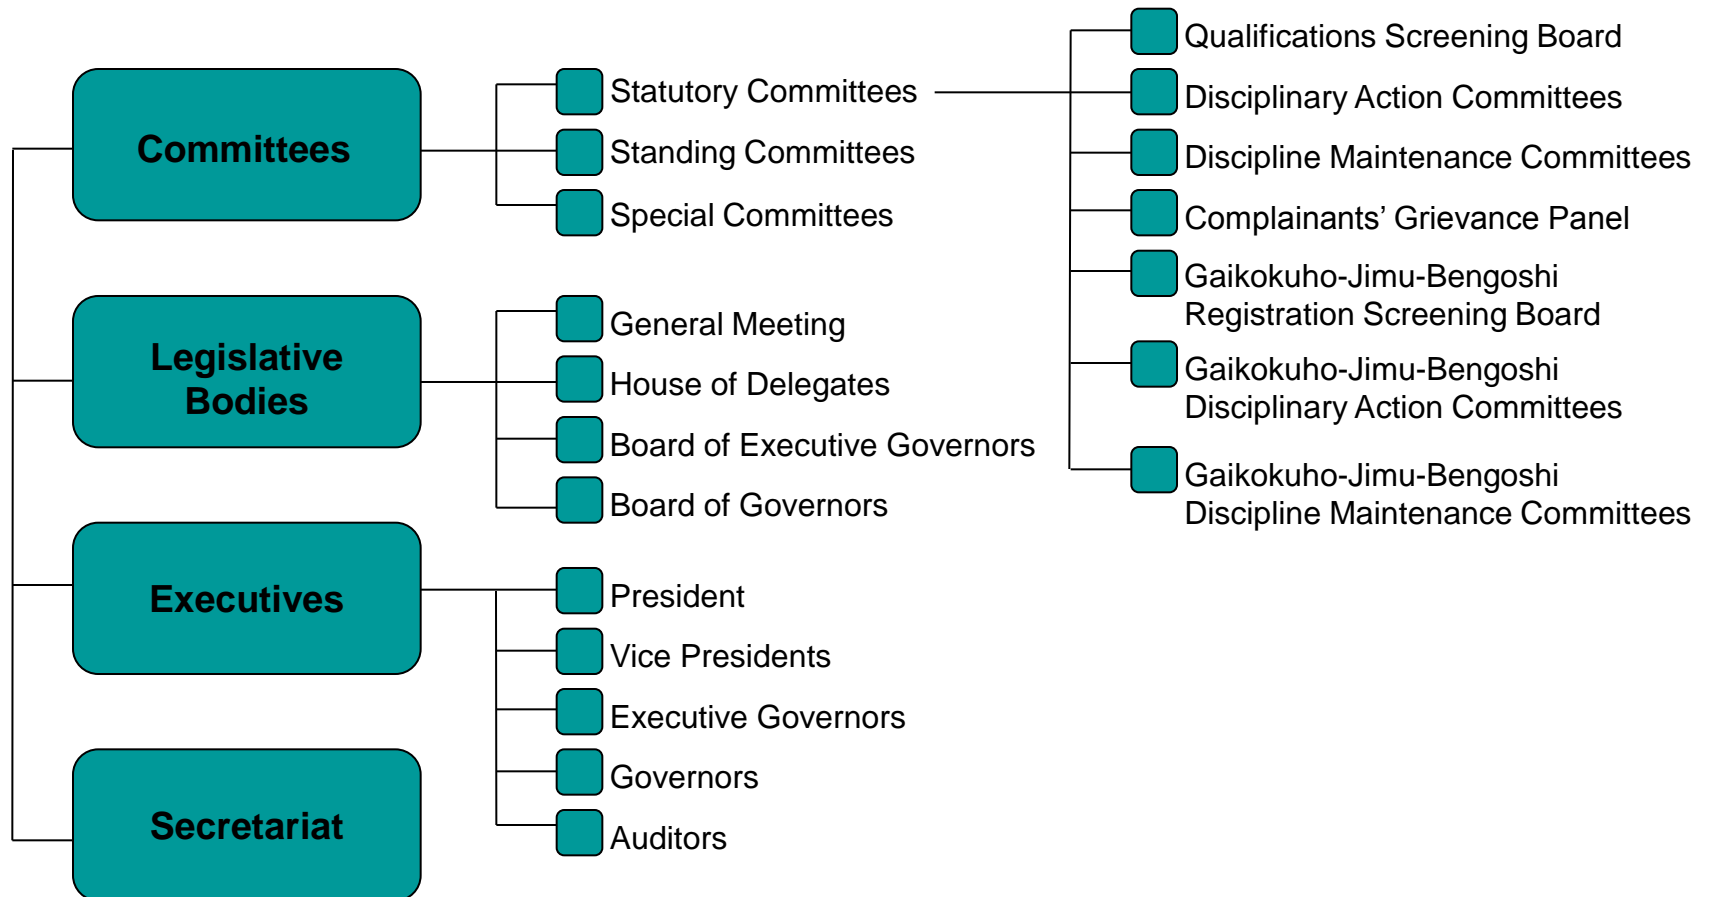 Committees
Statutory Committees
Standing Committees
Special Committees
Qualifications Screening Board
Disciplinary Action Committees
Discipline Maintenance Committees
Complainants’ Grievance Panel
Gaikokuho-Jimu-Bengoshi
Registration Screening Board
Gaikokuho-Jimu-Bengoshi
Disciplinary Action Committees
Gaikokuho-Jimu-Bengoshi
Discipline Maintenance Committees
Legislative
Bodies
General Meeting
House of Delegates
Board of Executive Governors
Board of Governors
Executives
President
Vice Presidents
Executive Governors
Governors
Auditors
Secretariat